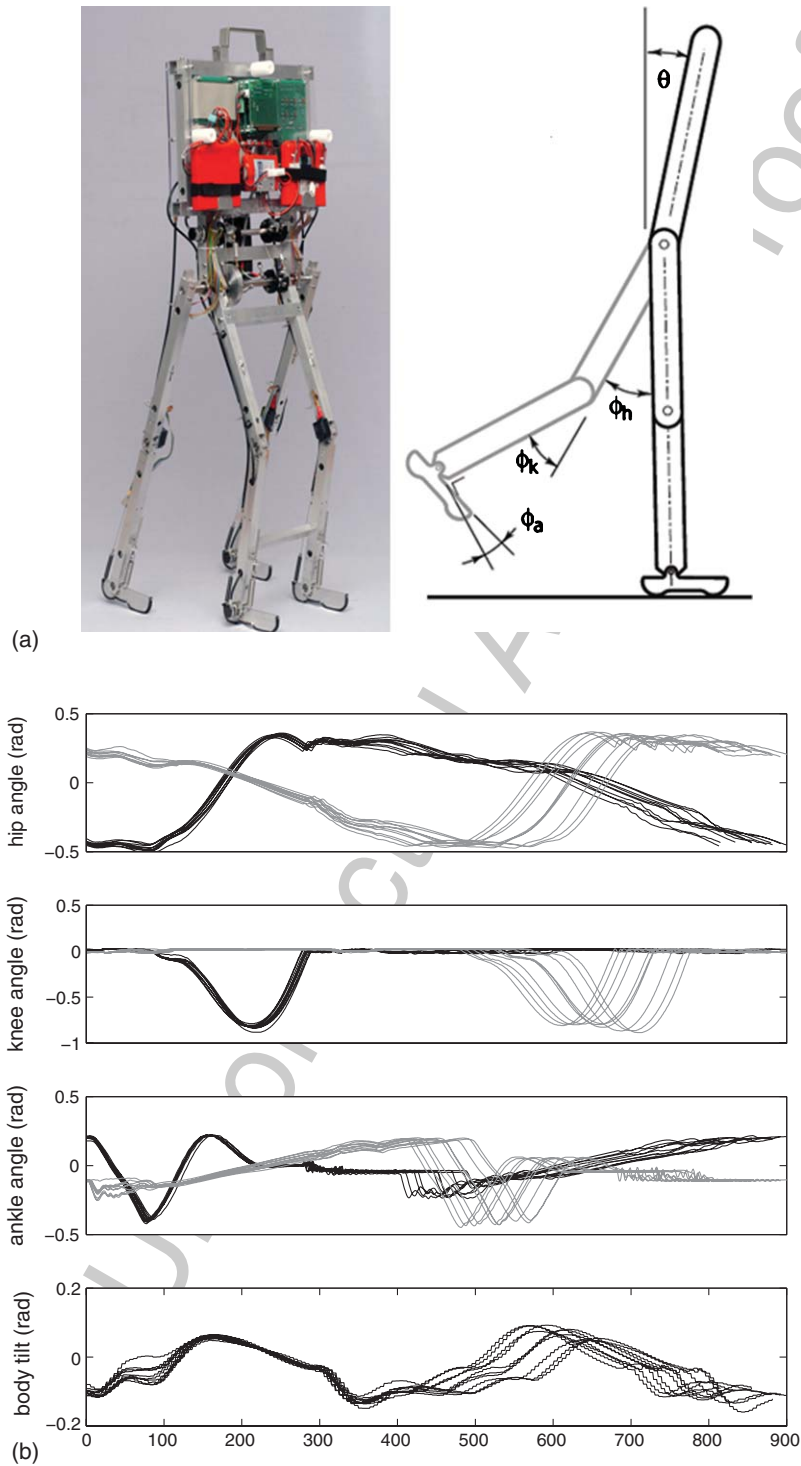 θ
ϕh
ϕk
ϕa
(a)
hip angle (rad)
0.5
0
−0.5
knee angle (rad)
0.5
0
−0.5
−1
ankle angle (rad)
0.5
0
−0.5
body tilt (rad)
0.2
0
−0.2
0 100 200 300 400 500 600 700 800 900
(b)